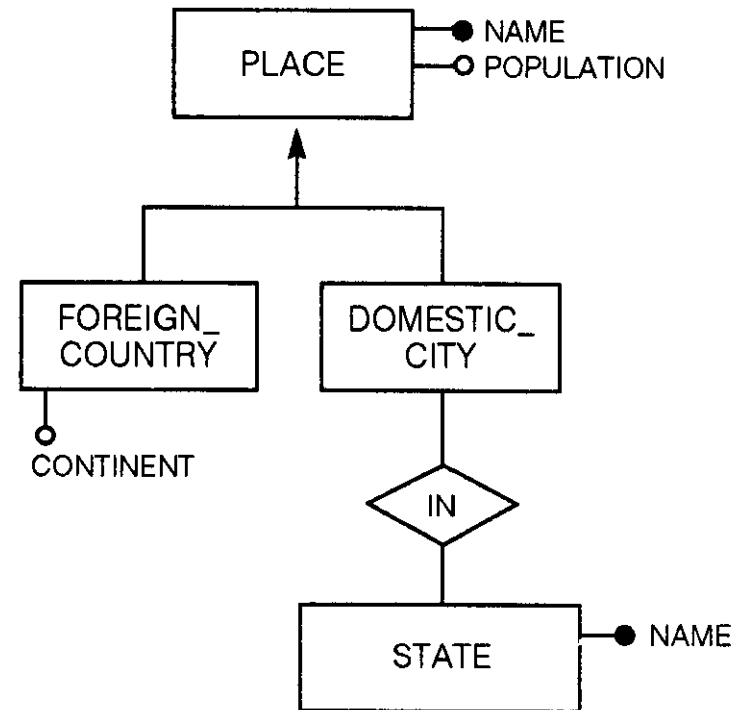 PLACE
NAME
POPULATION
FOREIGN_
COUNTRY
DOMESTIC_
CITY
CONTINENT
IN
STATE
NAME